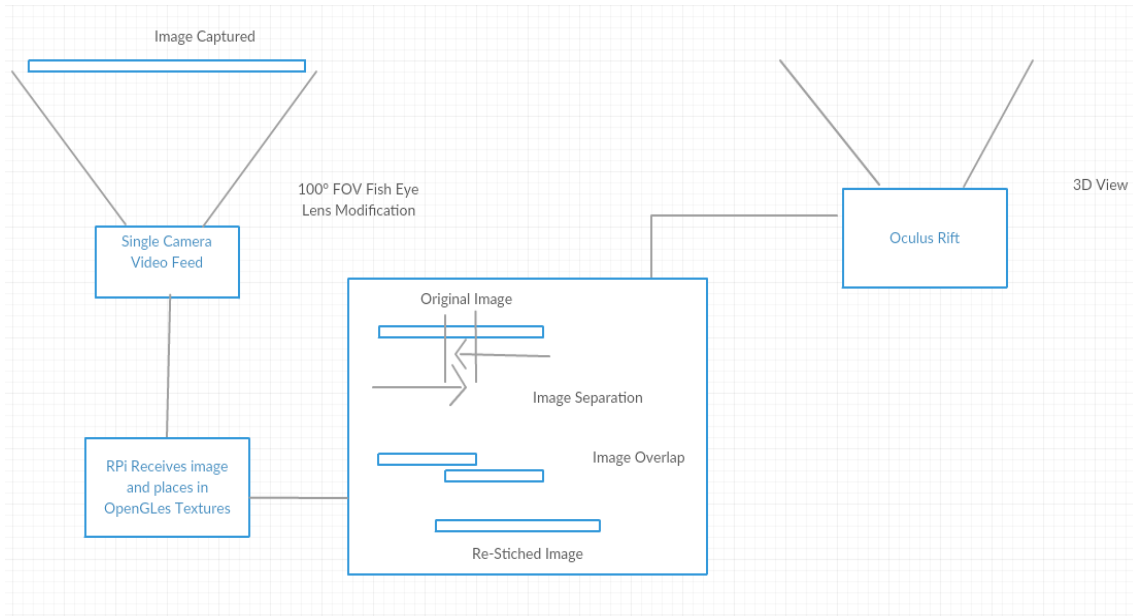 Image Captured
100° FOV Fish Eye
Lens Modification
3D View
Single Camera
Video Feed
Oculus Rift
Original Image
Image Separation
Image Overlap
RPi Receives image
and places in
OpenGLes Textures
Re-Stiched Image